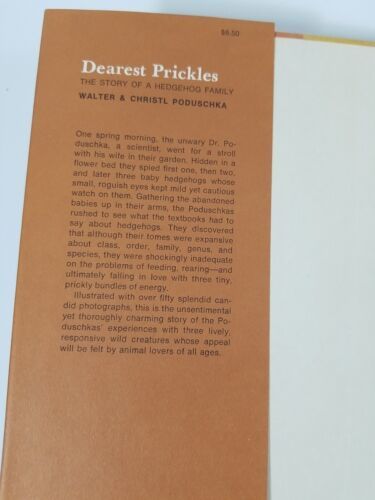 $6.50
Dearest Prickles
THE STORY OF A HEDGEHOG FAMILY
WALTER & CHRISTL PODUSCHKA
One spring morning, the unwary Dr. Po-
duschka, a scientist, went for a stroll
with his wife in their garden. Hidden in a
flower bed they spied first one, then two,
and later three baby hedgehogs whose
small, roguish eyes kept mild yet cautious
watch on them. Gathering the abandoned
babies up in their arms, the Poduschkas
rushed to see what the textbooks had to
say about hedgehogs. They discovered
that although their tomes were expansive
about class, order, family, genus, and
species, they were shockingly inadequate
on the problems of feeding, rearing—and
ultimately falling in love with three tiny,
prickly bundles of energy.
Illustrated with over fifty splendid can-
did photographs, this is the unsentimental
yet thoroughly charming story of the Po-
duschkas' experiences with three lively,
responsive wild creatures whose appeal
will be felt by animal lovers of all ages.